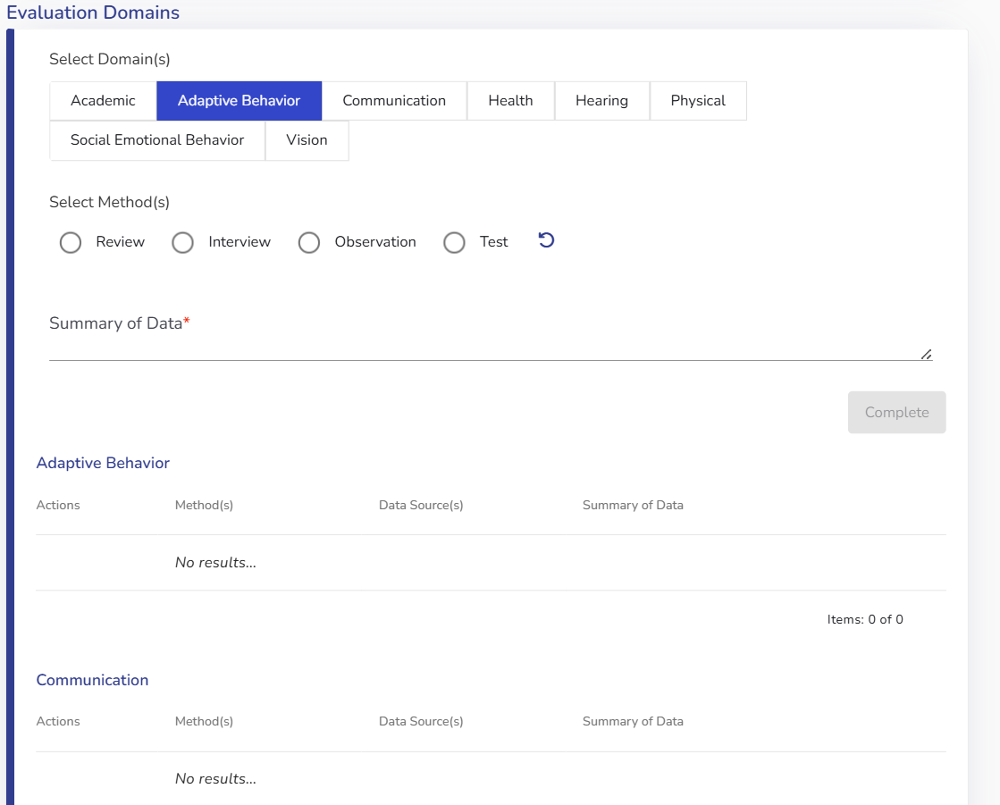 Evaluation Domains
Select Domain(s)
Academic Adaptive Behavior Communication Health Hearing Physical
Social Emotional Behavior Vision
Select Method(s)
Review Interview Observation Test
Summary of Data*
Complete
Adaptive Behavior
Actions Method(s) Data Source(s) Summary of Data
No results...
Items: 0 of 0
Communication
Actions Method(s) Data Source(s) Summary of Data
No results...